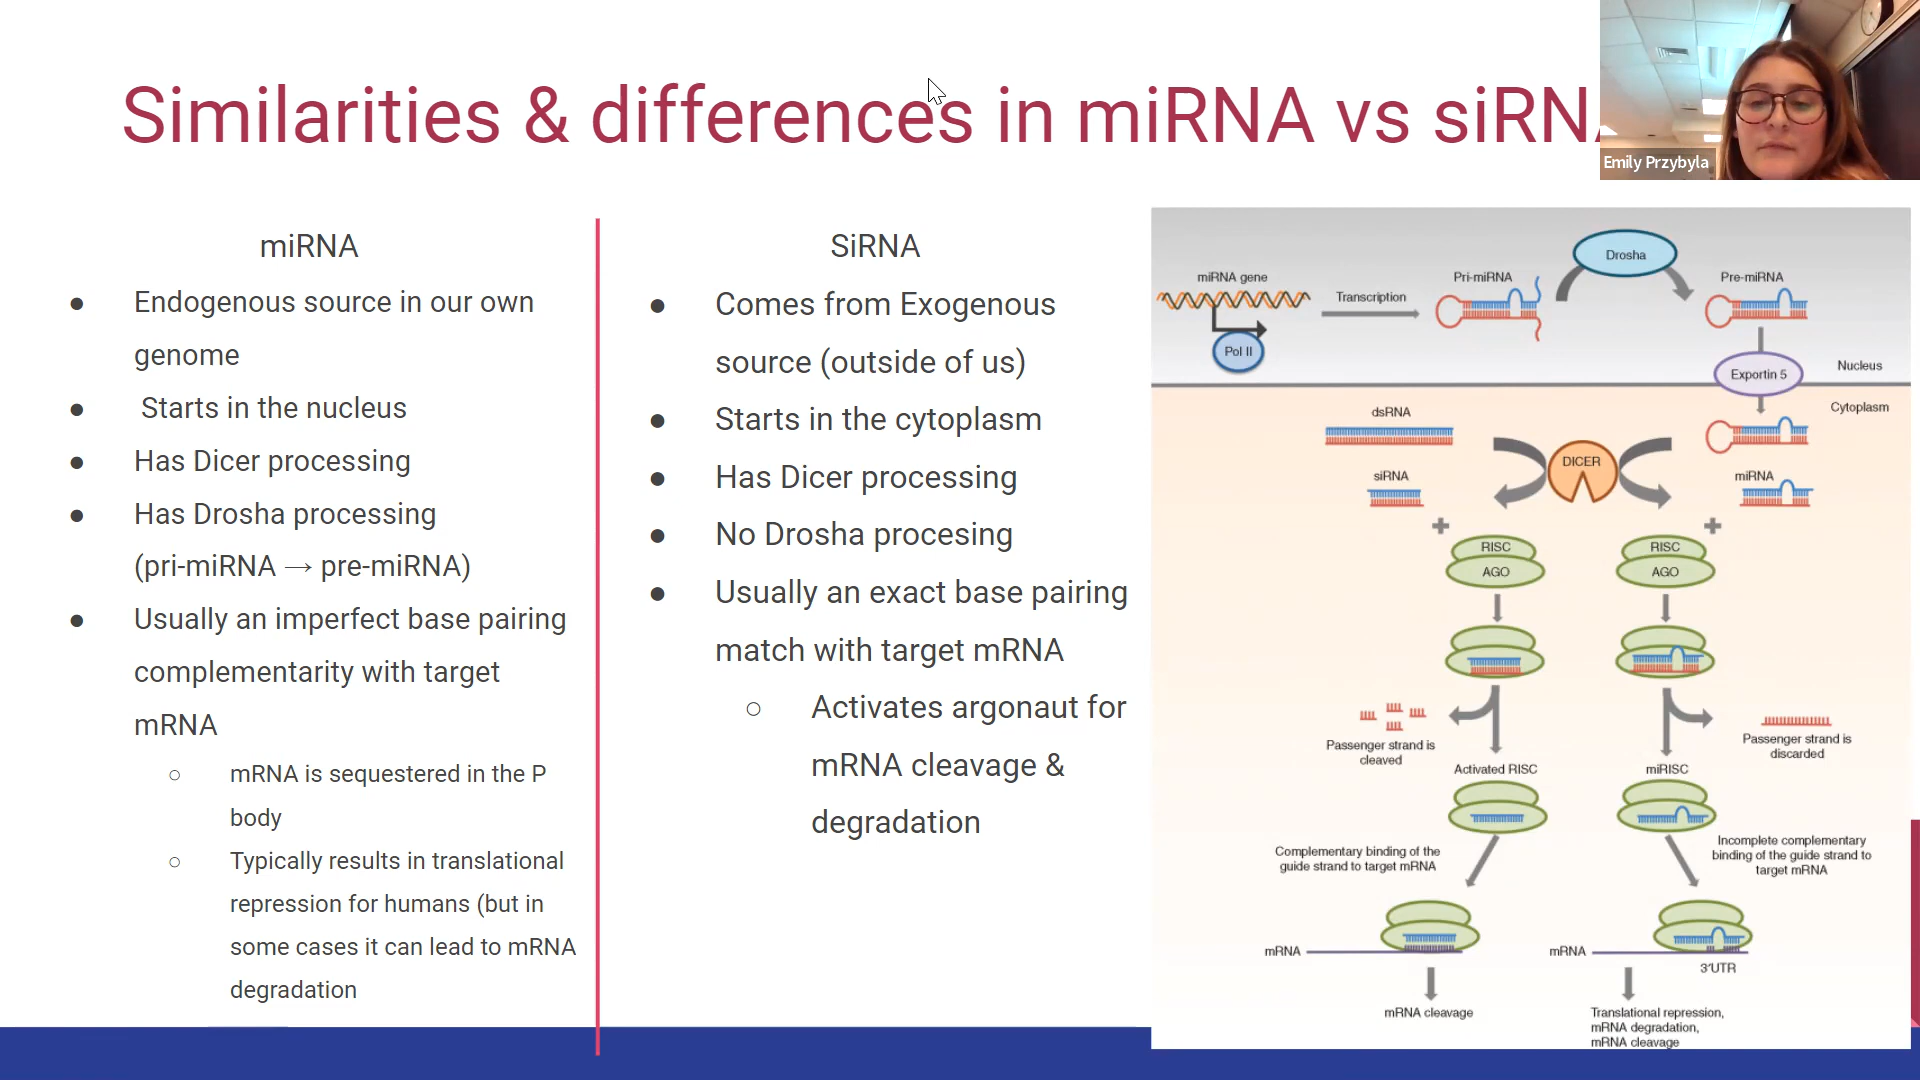 Similarities & differences in miRNA vs siRNA
Emily Przybyla
miRNA
● Endogenous source in our own
genome
● Starts in the nucleus
● Has Dicer processing
● Has Drosha processing
(pri-miRNA → pre-miRNA)
● Usually an imperfect base pairing
complementarity with target
mRNA
○ mRNA is sequestered in the P
body
○ Typically results in translational
repression for humans (but in
some cases it can lead to mRNA
degradation
SiRNA
● Comes from Exogenous
source (outside of us)
● Starts in the cytoplasm
● Has Dicer processing
● No Drosha procesing
● Usually an exact base pairing
match with target mRNA
○ Activates argonaut for
mRNA cleavage &
degradation
miRNA gene
Pol II
Transcription
Pri-miRNA
Drosha
Pre-miRNA
Exportin 5
Nucleus
Cytoplasm
dsRNA
DICER
siRNA
miRNA
RISC
AGO
RISC
AGO
Passenger strand is
cleaved
Passenger strand is
discarded
Activated RISC
miRISC
Complementary binding of the
guide strand to target mRNA
Incomplete complementary
binding of the guide strand to
target mRNA
mRNA
mRNA
3'UTR
mRNA cleavage
Translational repression,
mRNA degradation,
mRNA cleavage